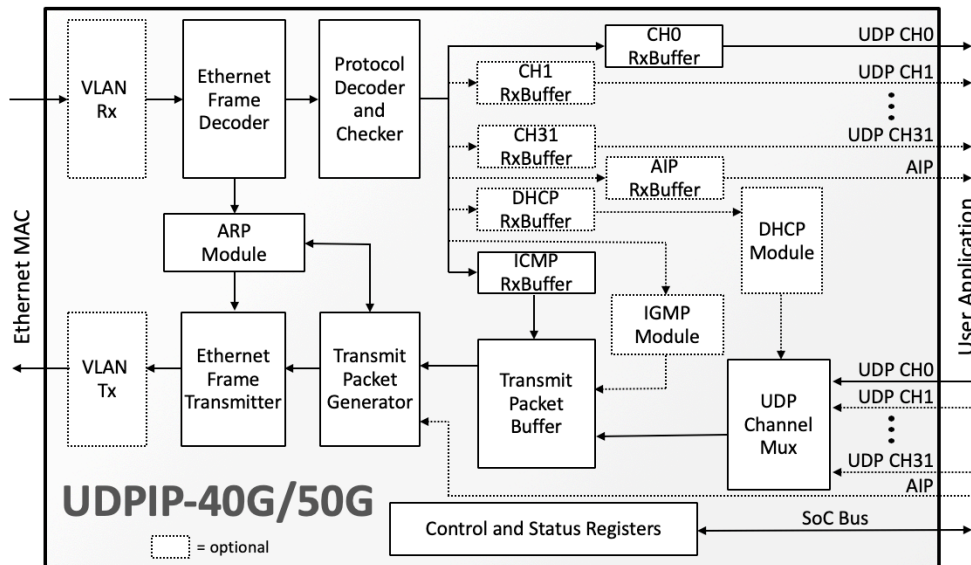 CH0
RxBuffer
UDP CH0
VLAN
Rx
Ethernet
Frame
Decoder
Protocol
Decoder
and
Checker
CH1
RxBuffer
UDP CH1
CH31
RxBuffer
UDP CH31
AIP
RxBuffer
AIP
DHCP
RxBuffer
DHCP
Module
ARP
Module
ICMP
RxBuffer
IGMP
Module
Ethernet MAC
User Application
VLAN
Tx
Ethernet
Frame
Transmitter
Transmit
Packet
Generator
Transmit
Packet
Buffer
UDP
Channel
Mux
UDP CH0
UDP CH1
UDP CH31
AIP
UDPIP-40G/50G
Control and Status Registers
SoC Bus
= optional